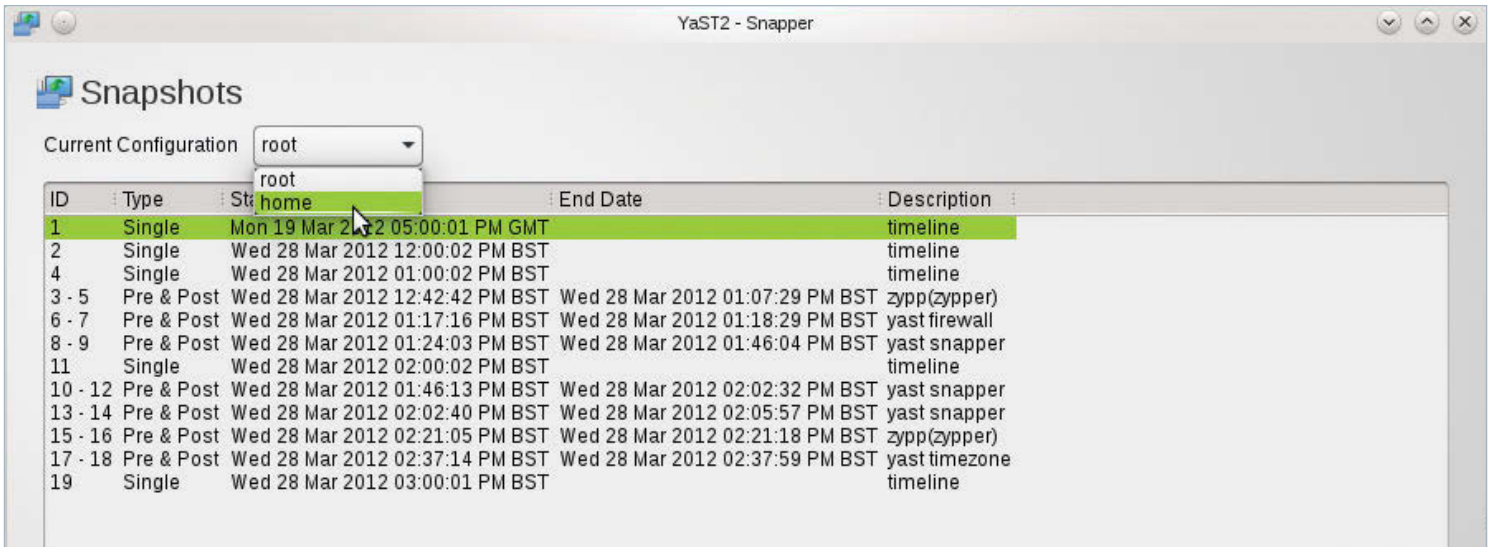 YaST2 - Snapper
Snapshots
Current Configuration root
root
home
ID Type Sta End Date Description
1 Single Mon 19 Mar 2012 05:00:01 PM GMT timeline
2 Single Wed 28 Mar 2012 12:00:02 PM BST timeline
4 Single Wed 28 Mar 2012 01:00:02 PM BST timeline
3 - 5 Pre & Post Wed 28 Mar 2012 12:42:42 PM BST Wed 28 Mar 2012 01:07:29 PM BST zypp(zypper)
6 - 7 Pre & Post Wed 28 Mar 2012 01:17:16 PM BST Wed 28 Mar 2012 01:18:29 PM BST yast firewall
8 - 9 Pre & Post Wed 28 Mar 2012 01:24:03 PM BST Wed 28 Mar 2012 01:46:04 PM BST yast snapper
11 Single Wed 28 Mar 2012 02:00:02 PM BST timeline
10 - 12 Pre & Post Wed 28 Mar 2012 01:46:13 PM BST Wed 28 Mar 2012 02:02:32 PM BST yast snapper
13 - 14 Pre & Post Wed 28 Mar 2012 02:02:40 PM BST Wed 28 Mar 2012 02:05:57 PM BST yast snapper
15 - 16 Pre & Post Wed 28 Mar 2012 02:21:05 PM BST Wed 28 Mar 2012 02:21:18 PM BST zypp(zypper)
17 - 18 Pre & Post Wed 28 Mar 2012 02:37:14 PM BST Wed 28 Mar 2012 02:37:59 PM BST yast timezone
19 Single Wed 28 Mar 2012 03:00:01 PM BST timeline